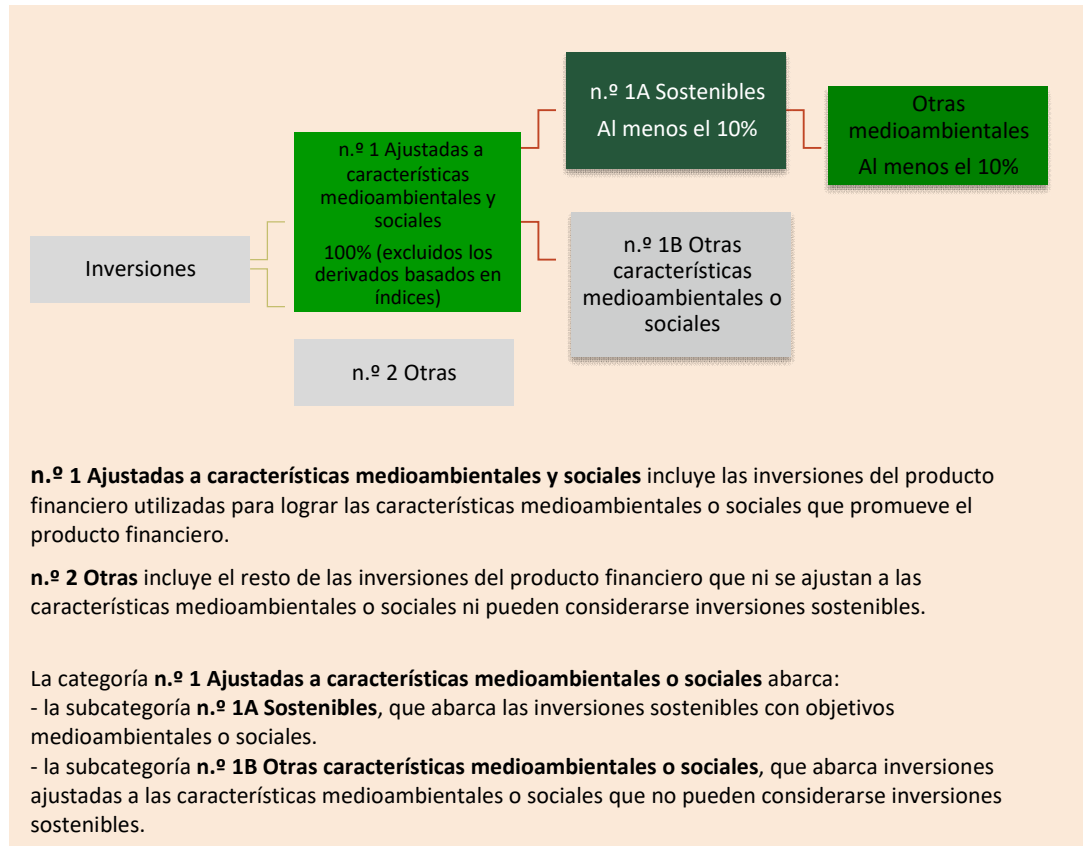 Inversiones
n.º 1 Ajustadas a
características
medioambientales y
sociales
100% (excluidos los
derivados basados en
índices)
n.º 2 Otras
n.º 1A Sostenibles
Al menos el 10%
n.º 1B Otras
características
medioambientales o
sociales
Otras
medioambientales
Al menos el 10%
n.º 1 Ajustadas a características medioambientales y sociales incluye las inversiones del producto
financiero utilizadas para lograr las características medioambientales o sociales que promueve el
producto financiero.
n.º 2 Otras incluye el resto de las inversiones del producto financiero que ni se ajustan a las
características medioambientales o sociales ni pueden considerarse inversiones sostenibles.
La categoría n.º 1 Ajustadas a características medioambientales o sociales abarca:
- la subcategoría n.º 1A Sostenibles, que abarca las inversiones sostenibles con objetivos
medioambientales o sociales.
- la subcategoría n.º 1B Otras características medioambientales o sociales, que abarca inversiones
ajustadas a las características medioambientales o sociales que no pueden considerarse inversiones
sostenibles.